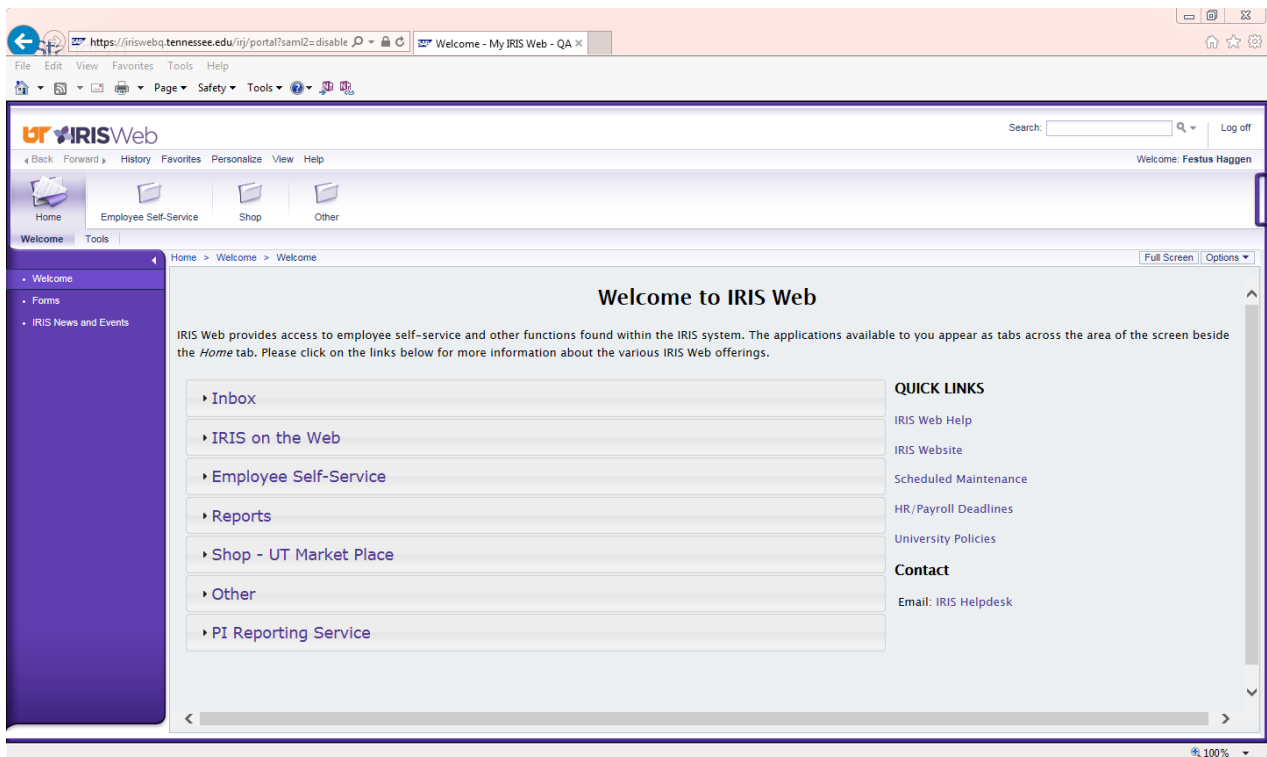 https://iriswebq.tennessee.edu/irj/portal?saml2=disable
Welcome - My IRIS Web - QA
File Edit View Favorites Tools Help
Page Safety Tools
UT IRISWeb
Search:
Log off
Back Forward History Favorites Personalize View Help
Welcome: Festus Haggen
Home
Employee Self-Service
Shop
Other
Welcome Tools
Home > Welcome > Welcome
Full Screen
Options
Welcome
Forms
IRIS News and Events
Welcome to IRIS Web
IRIS Web provides access to employee self-service and other functions found within the IRIS system. The applications available to you appear as tabs across the area of the screen beside
the Home tab. Please click on the links below for more information about the various IRIS Web offerings.
Inbox
IRIS on the Web
Employee Self-Service
Reports
Shop - UT Market Place
Other
PI Reporting Service
QUICK LINKS
IRIS Web Help
IRIS Website
Scheduled Maintenance
HR/Payroll Deadlines
University Policies
Contact
Email: IRIS Helpdesk
100%